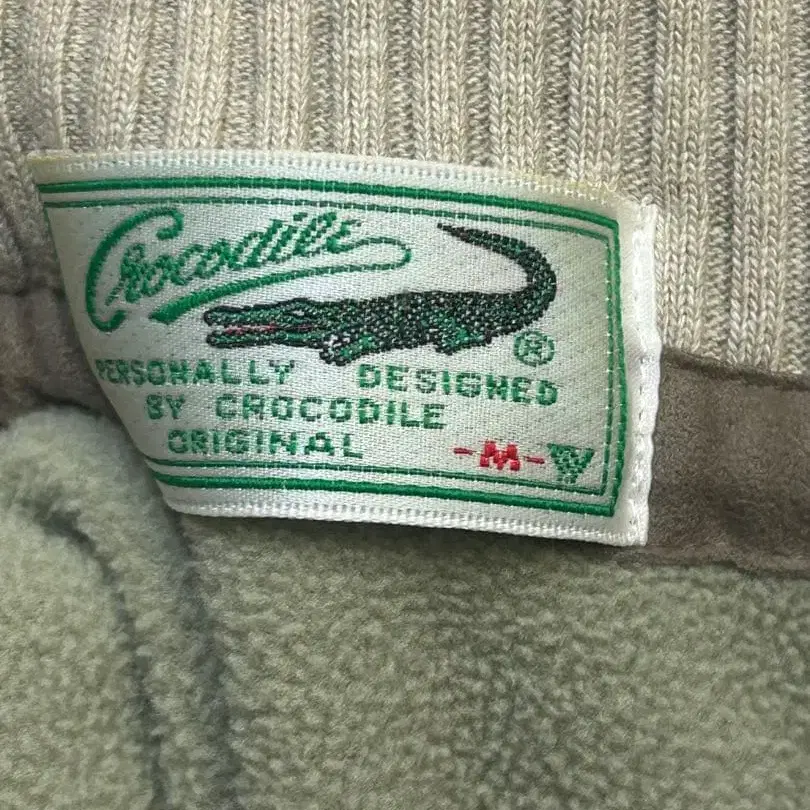 Crocodile
®
PERSONALLY DESIGNED
BY CROCODILE
ORIGINAL
-M-